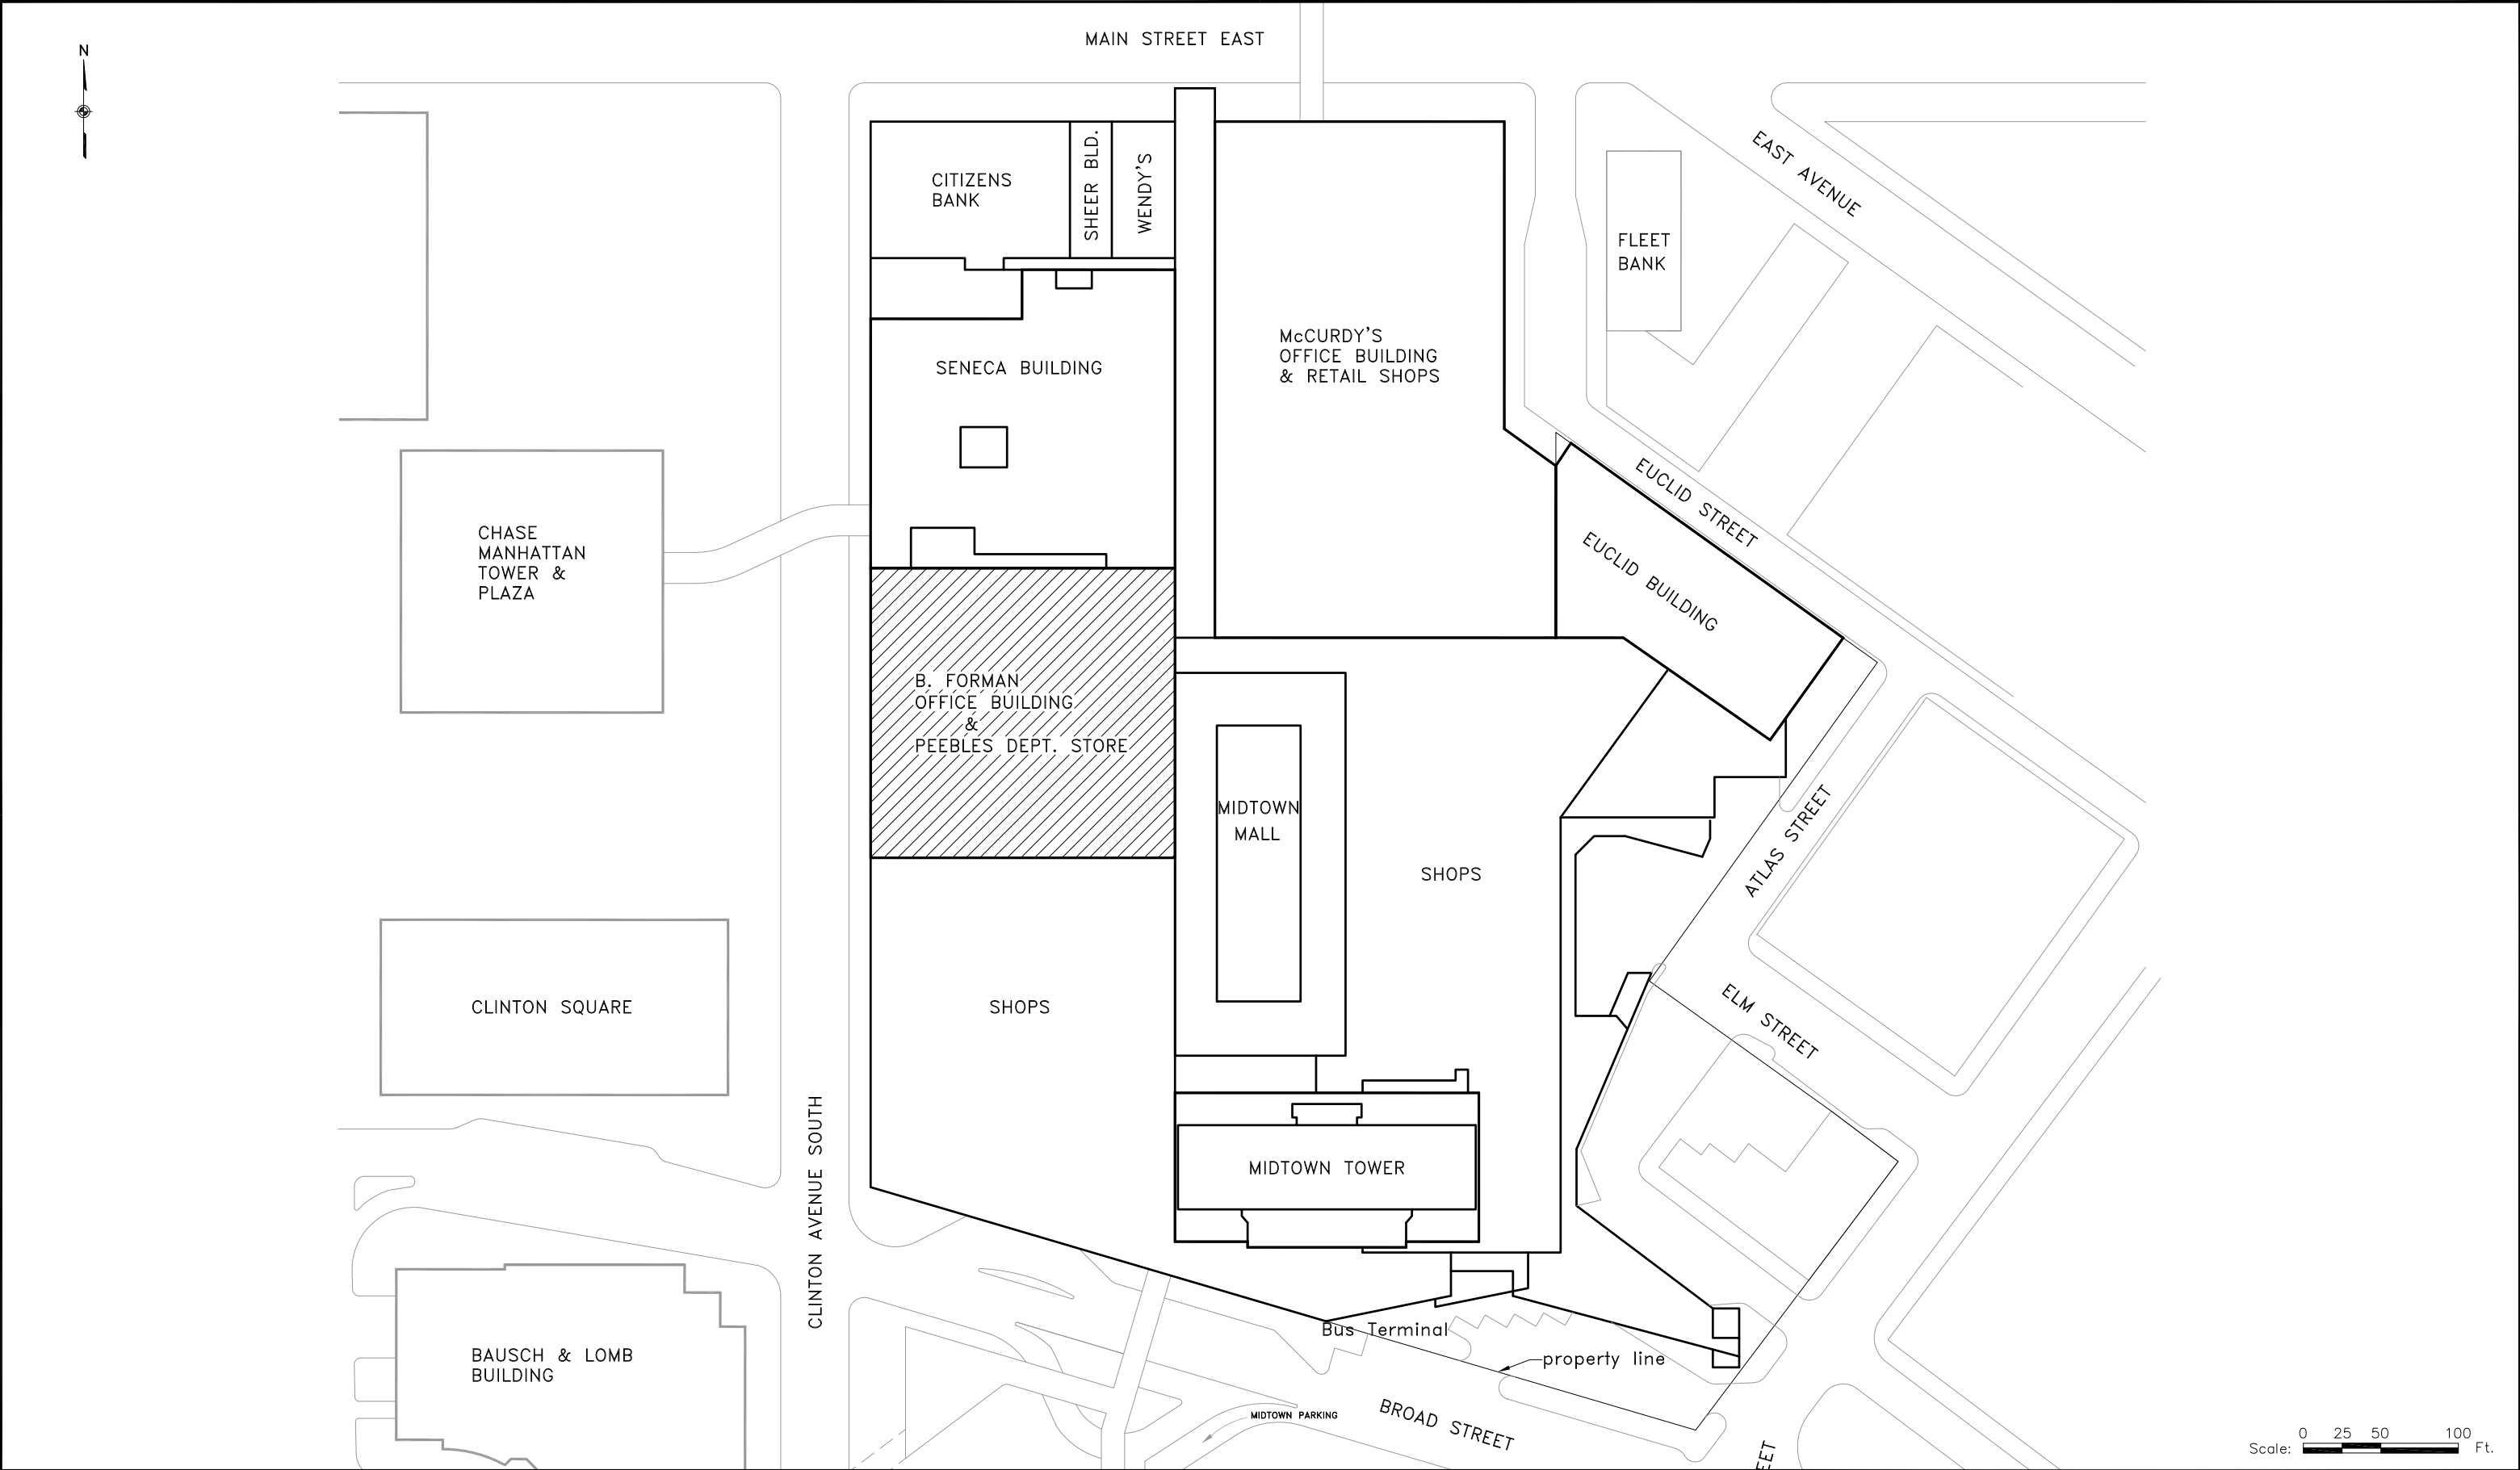 MAIN STREET EAST
N
CITIZENS
BANK
SHEER BLD.
WENDY'S
EAST AVENUE
FLEET
BANK
McCURDY'S
OFFICE BUILDING
& RETAIL SHOPS
SENECA BUILDING
EUCLID STREET
EUCLID BUILDING
CHASE
MANHATTAN
TOWER &
PLAZA
B. FORMAN
OFFICE BUILDING
&
PEEBLES DEPT. STORE
MIDTOWN
MALL
SHOPS
ATLAS STREET
CLINTON SQUARE
SHOPS
ELM STREET
CLINTON AVENUE SOUTH
MIDTOWN TOWER
Bus Terminal
property line
BAUSCH & LOMB
BUILDING
MIDTOWN PARKING
BROAD STREET
EET
0 25 50 100
Scale: Ft.